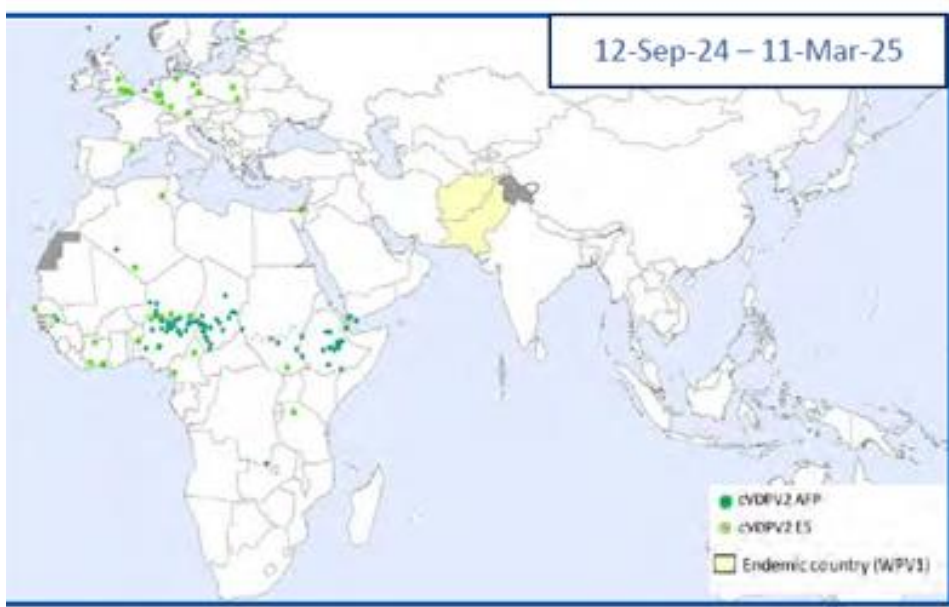 12-Sep-24 – 11-Mar-25
cVDPV2 AFP
cVDPV2 ES
Endemic country (WPV1)